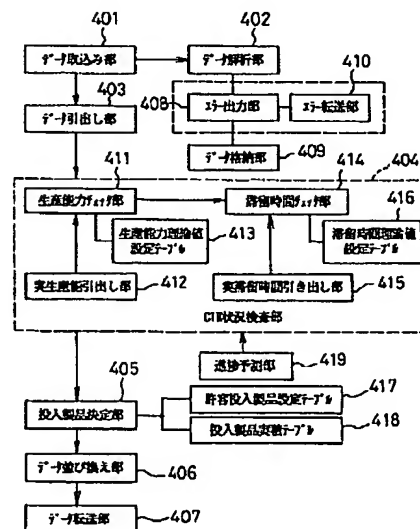 401
402
データ取込み部
データ解析部
410
403
408
エラー出力部
エラー転送部
データ引出し部
データ格納部
409
404
411
414
生産能力チェック部
滞留時間チェック部
416
生産能力理論値
設定テーブル
413
滞留時間理論値
設定テーブル
実生産能引出し部
412
実滞留時間引き出し部
415
状況検査部
進捗予測部
419
405
417
投入製品決定部
許容投入製品設定テーブル
投入製品実績テーブル
418
データ並び換え部
406
データ転送部
407